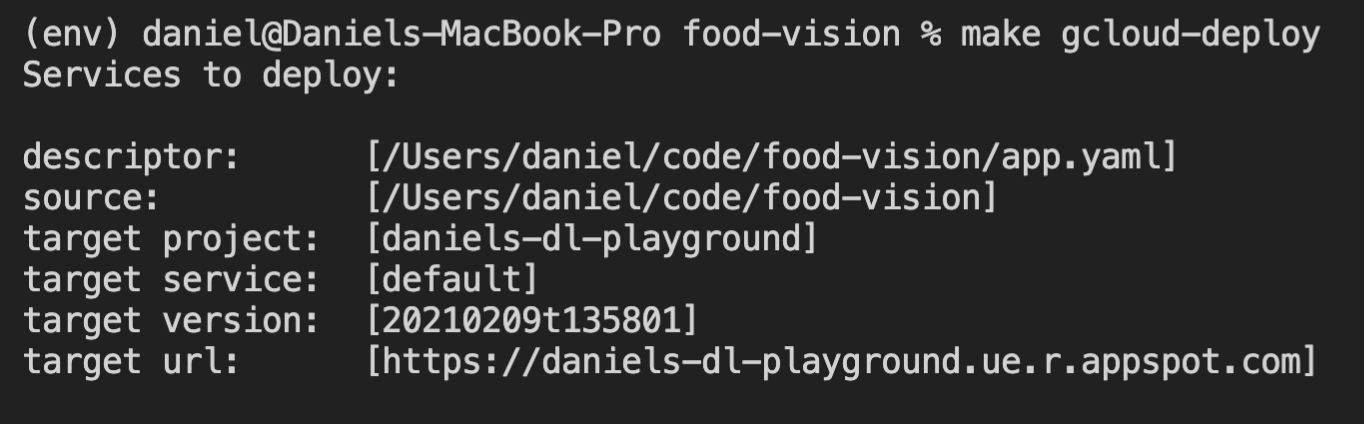 (env) daniel@Daniels-MacBook-Pro food-vision % make gcloud-deploy
Services to deploy:
descriptor: [/Users/daniel/code/food-vision/app.yaml]
source: [/Users/daniel/code/food-vision]
target project: [daniels-dl-playground]
target service: [default]
target version: [20210209t135801]
target url: [https://daniels-dl-playground.ue.r.appspot.com]